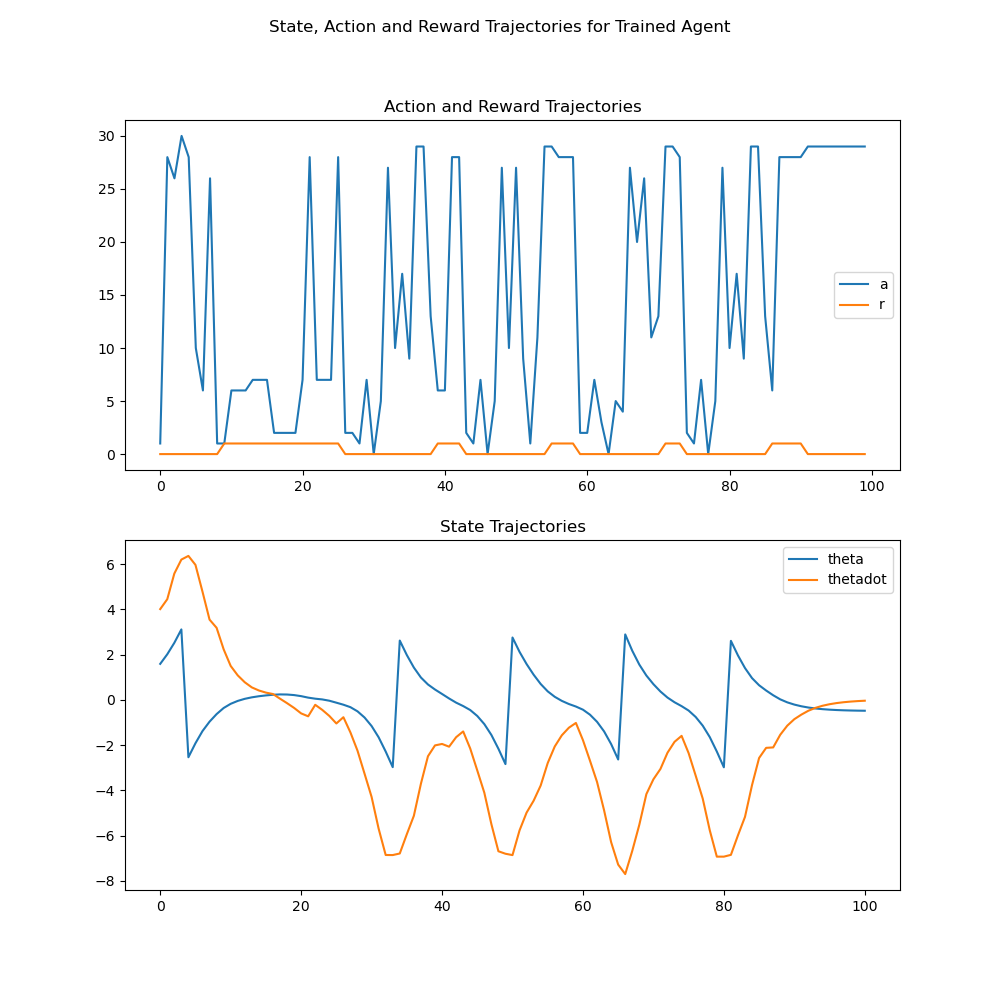 State, Action and Reward Trajectories for Trained Agent
Action and Reward Trajectories
30
25
20
15
10
5
0
a
r
0 20 40 60 80 100
State Trajectories
6
4
2
0
−2
−4
−6
−8
theta
thetadot
0 20 40 60 80 100